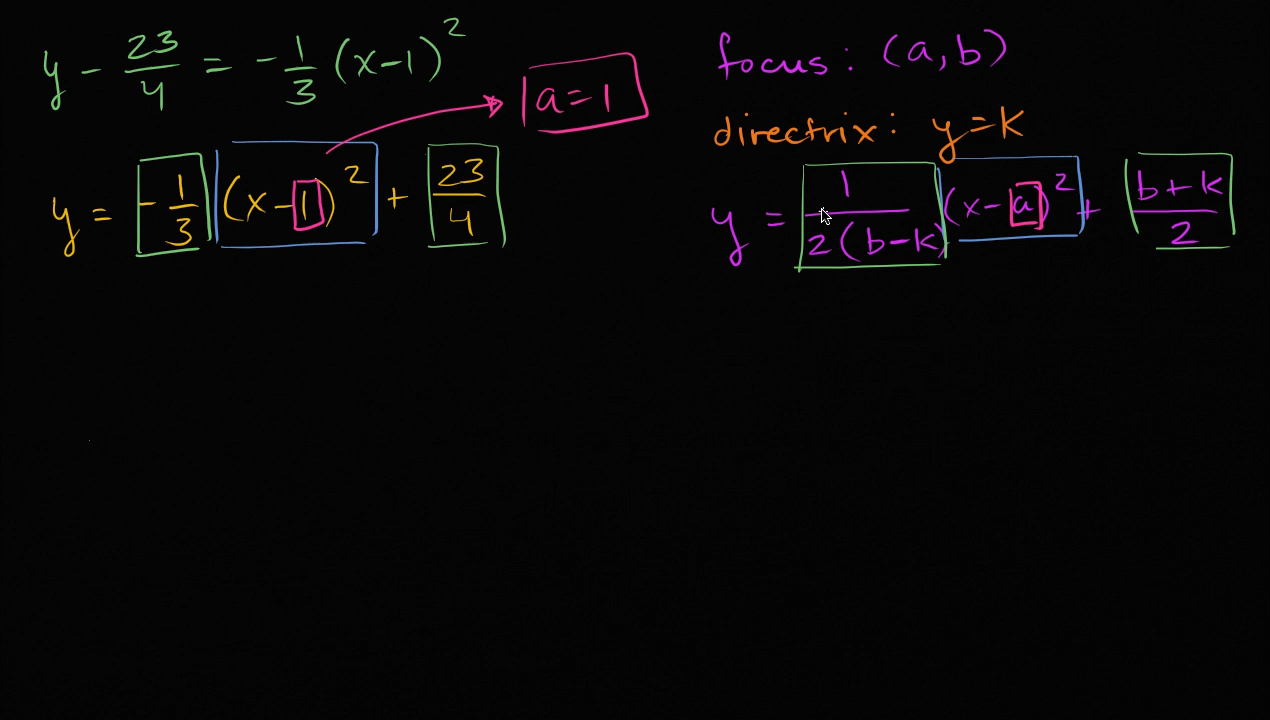 y - 23/4 = -1/3 (x-1)²
a=1
y = -1/3 (x-1)² + 23/4
focus: (a,b)
directrix: y=k
y = 1/2(b-k) (x-a)² + b+k/2